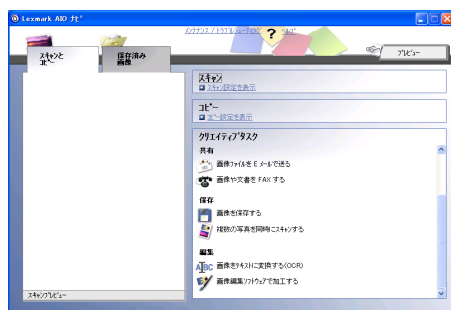 Lexmark AIO ナビ
メンテナンス / トラブルシューティング
ヘルプ
スキャンと
コピー
保存済み
画像
プレビュー
スキャン
スキャン設定を表示
コピー
コピー設定を表示
クリエイティブタスク
共有
画像ファイルを E メールで送る
画像や文書を FAX する
保存
画像を保存する
複数の写真を同時にスキャンする
編集
画像をテキストに変換する(OCR)
画像編集ソフトウェアで加工する
スキャンプレビュー